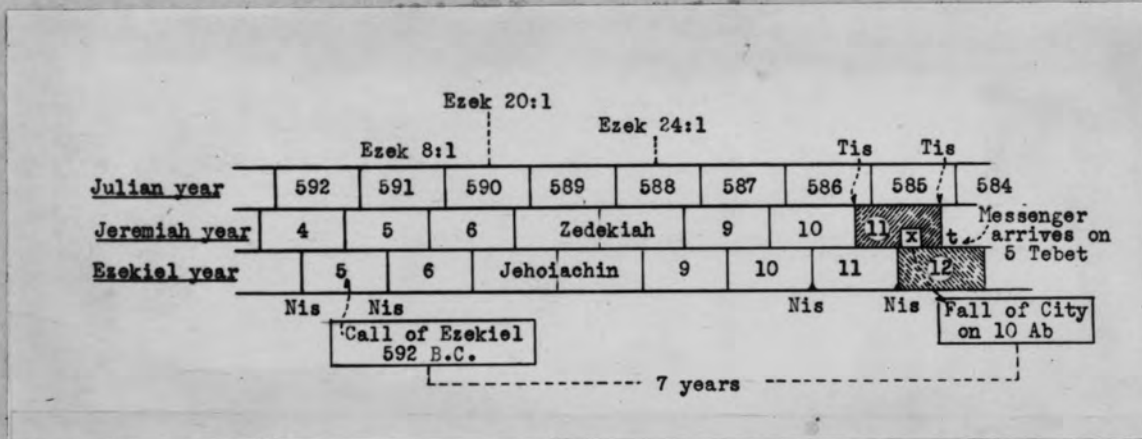 Ezek 20:1
Ezek 24:1
Ezek 8:1
Tis Tis
Julian year 592 591 590 589 588 587 586 585 584
Jeremiah year 4 5 6 Zedekiah 9 10 11 x t
Messenger
arrives on
5 Tebet
Ezekiel year 5 6 Jehoiachin 9 10 11 12
Nis Nis Nis Nis
Call of Ezekiel
592 B.C.
Fall of City
on 10 Ab
7 years